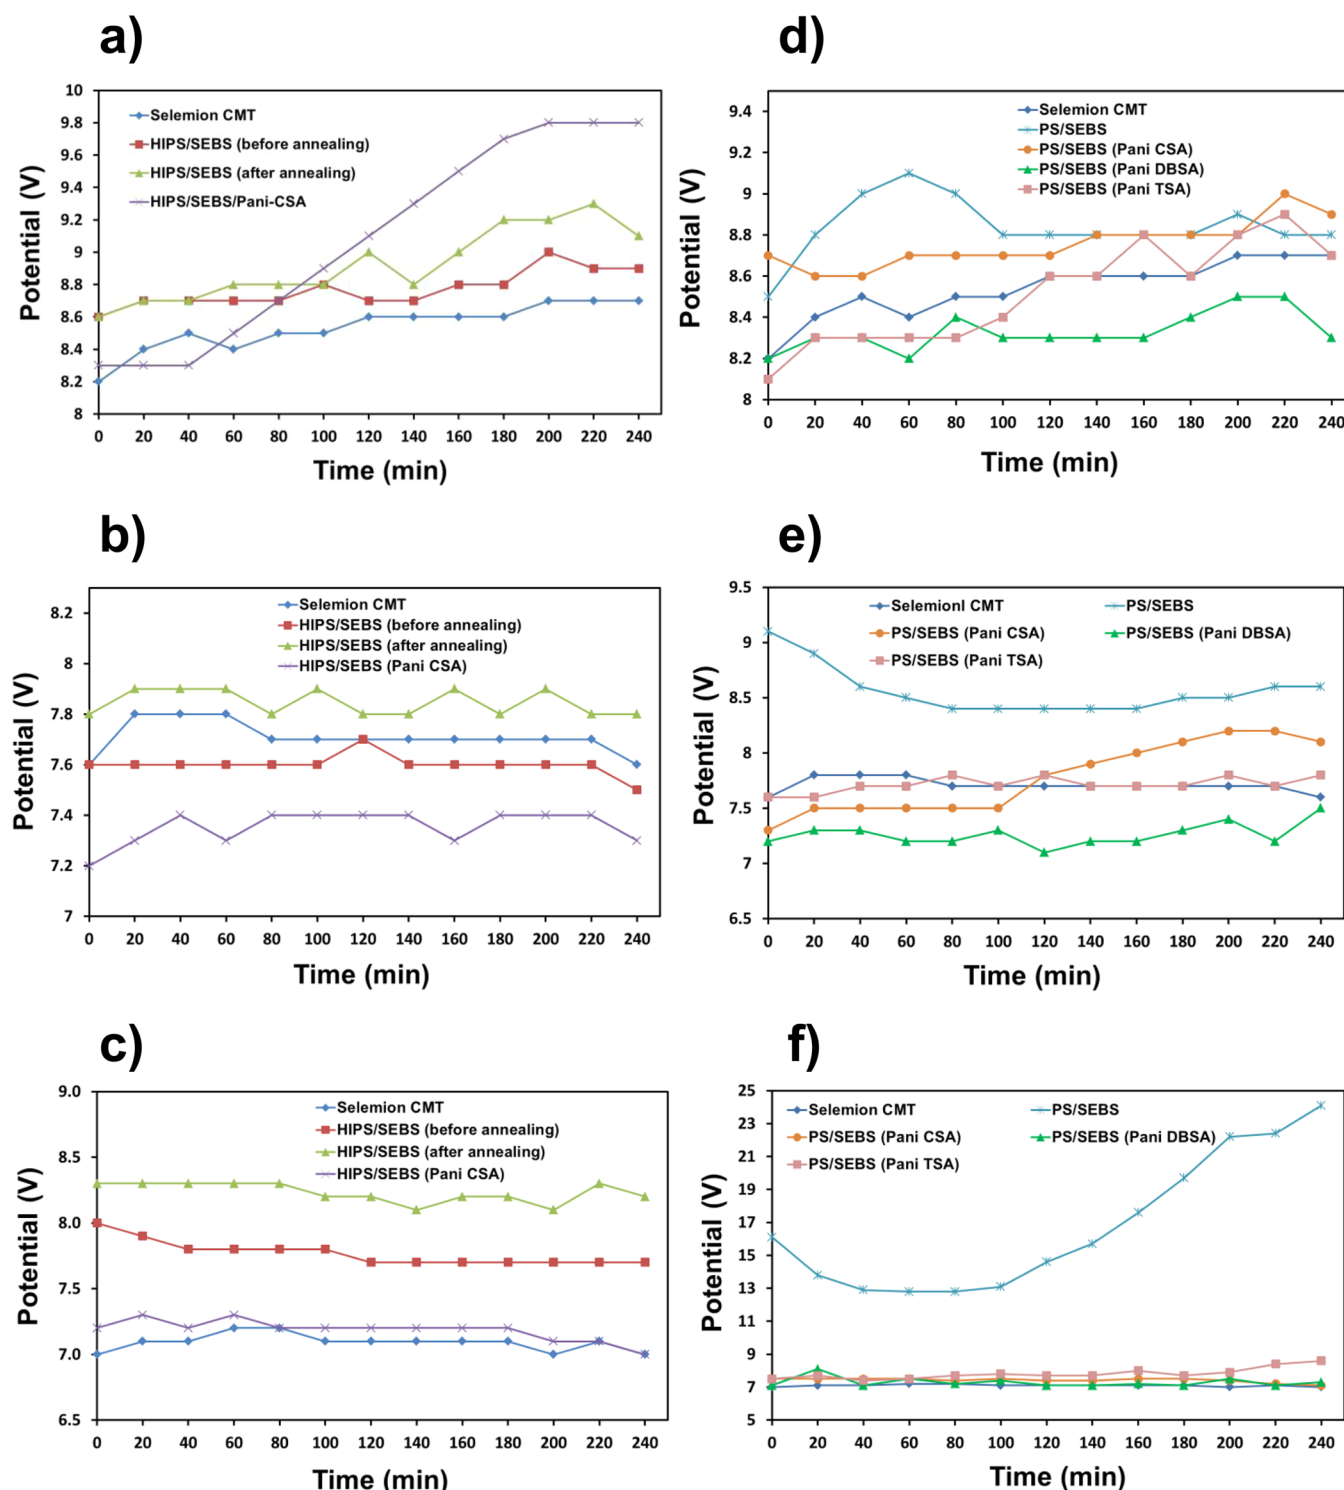 a)
10
9.8
9.6
9.4
9.2
9
8.8
8.6
8.4
8.2
8
Potential (V)
Selemion CMT
HIPS/SEBS (before annealing)
HIPS/SEBS (after annealing)
HIPS/SEBS/Pani-CSA
0 20 40 60 80 100 120 140 160 180 200 220 240
Time (min)
d)
9.4
9.2
9
8.8
8.6
8.4
8.2
8
Potential (V)
Selemion CMT
PS/SEBS
PS/SEBS (Pani CSA)
PS/SEBS (Pani DBSA)
PS/SEBS (Pani TSA)
0 20 40 60 80 100 120 140 160 180 200 220 240
Time (min)
b)
8.2
8
7.8
7.6
7.4
7.2
7
Potential (V)
Selemion CMT
HIPS/SEBS (before annealing)
HIPS/SEBS (after annealing)
HIPS/SEBS (Pani CSA)
0 20 40 60 80 100 120 140 160 180 200 220 240
Time (min)
e)
9.5
9
8.5
8
7.5
7
6.5
Potential (V)
Selemionl CMT PS/SEBS
PS/SEBS (Pani CSA) PS/SEBS (Pani DBSA)
PS/SEBS (Pani TSA)
0 20 40 60 80 100 120 140 160 180 200 220 240
Time (min)
c)
9.0
8.5
8.0
7.5
7.0
6.5
Potential (V)
Selemion CMT
HIPS/SEBS (before annealing)
HIPS/SEBS (after annealing)
HIPS/SEBS (Pani CSA)
0 20 40 60 80 100 120 140 160 180 200 220 240
Time (min)
f)
25
23
21
19
17
15
13
11
9
7
5
Potential (V)
Selemion CMT PS/SEBS
PS/SEBS (Pani CSA) PS/SEBS (Pani DBSA)
PS/SEBS (Pani TSA)
0 20 40 60 80 100 120 140 160 180 200 220 240
Time (min)